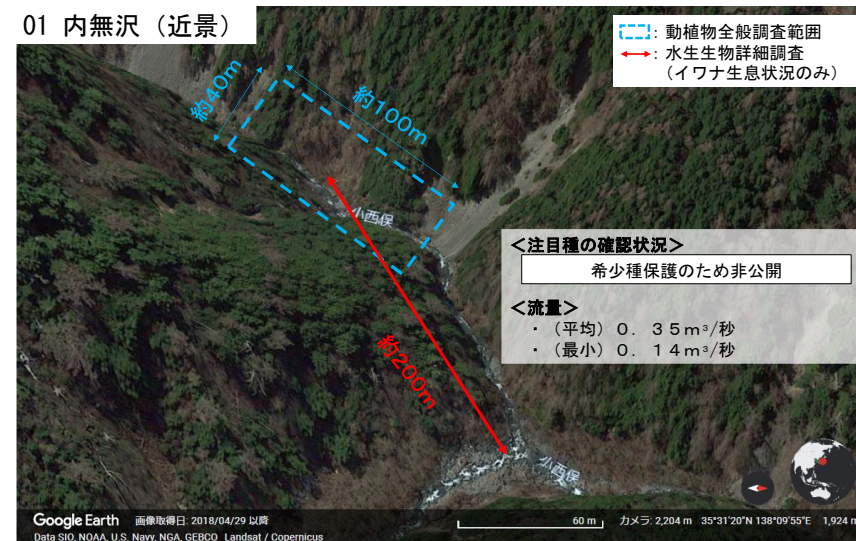 01 内無沢（近景）
：動植物全般調査範囲
：水生生物詳細調査
（イワナ生息状況のみ）
約40m
約100m
小西俣
＜注目種の確認状況＞
希少種保護のため非公開
＜流量＞
・（平均）０．３５ｍ³/秒
・（最小）０．１４ｍ³/秒
約200m
小西俣
Google Earth 画像取得日: 2018/04/29 以降
60 m カメラ: 2,204 m 35°31'20"N 138°09'55"E 1,924 m
Data SIO, NOAA, U.S. Navy, NGA, GEBCO Landsat / Copernicus